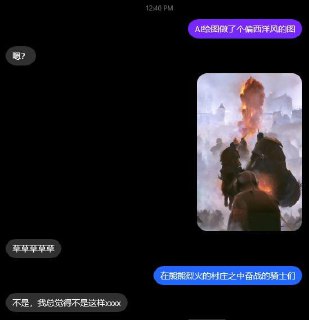 12:40 PM
AI绘图做了个偏西洋风的图
嗯？
草草草草草
在熊熊烈火的村庄之中奋战的骑士们
不是，我总觉得不是这样xxxx